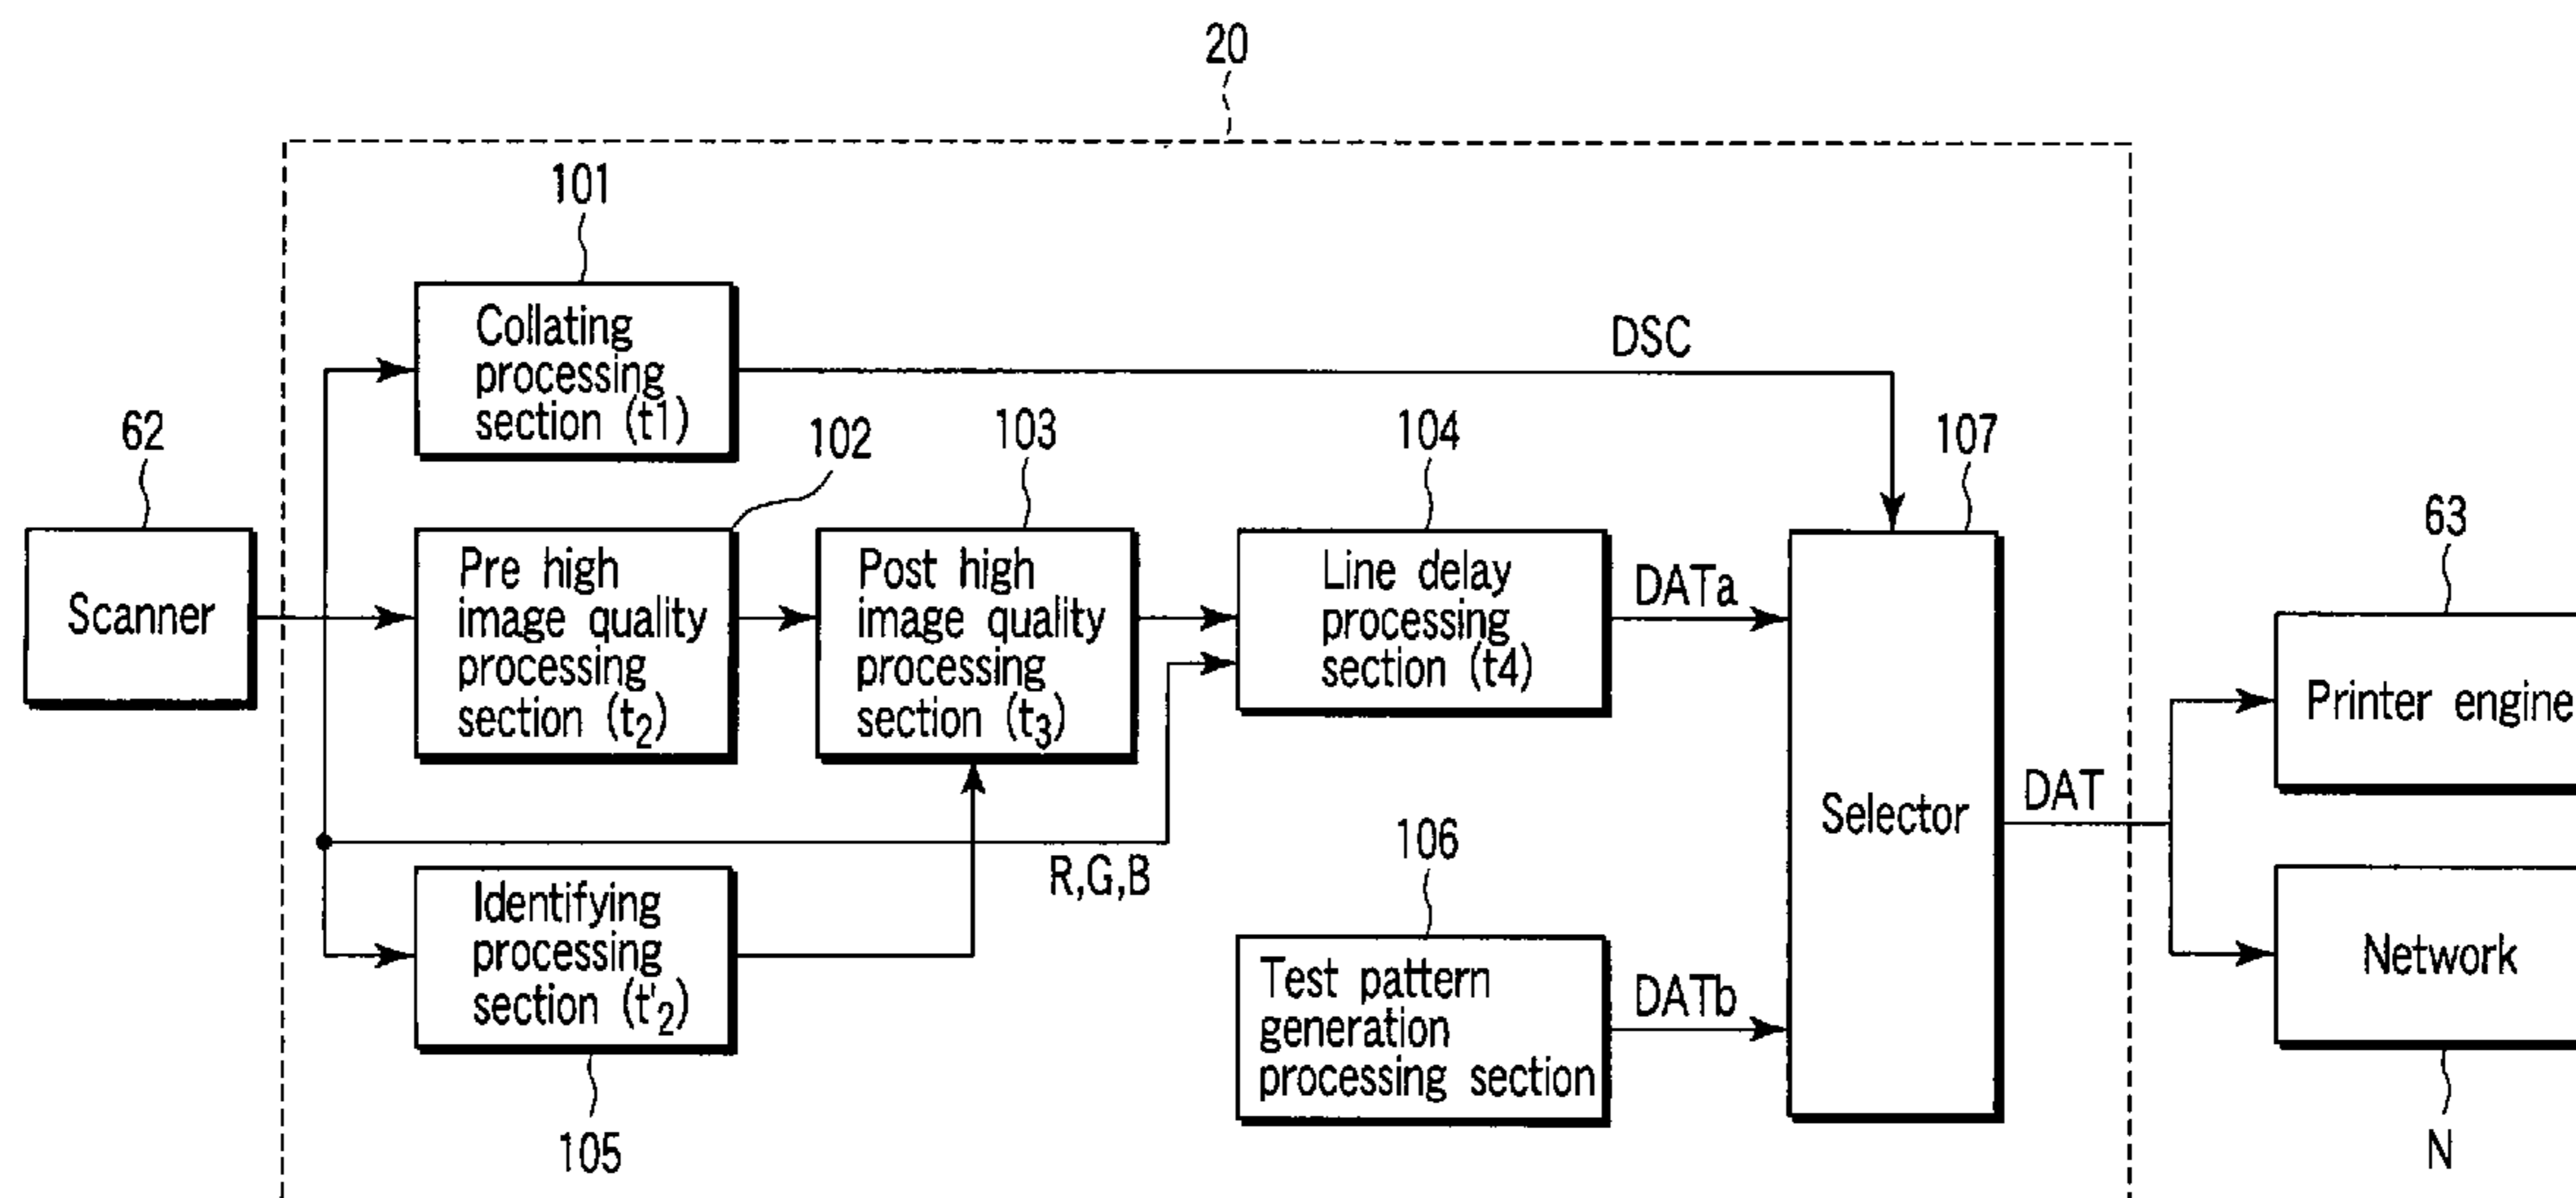 20
101
Collating
processing
section (t1)
DSC
62
102
103
104
107
Scanner
Pre high
image quality
processing
section (t2)
Post high
image quality
processing
section (t3)
Line delay
processing
section (t4)
DATa
63
Printer engine
Selector
DAT
R,G,B
Identifying
processing
section (t'2)
105
106
Test pattern
generation
processing section
DATb
Network
N